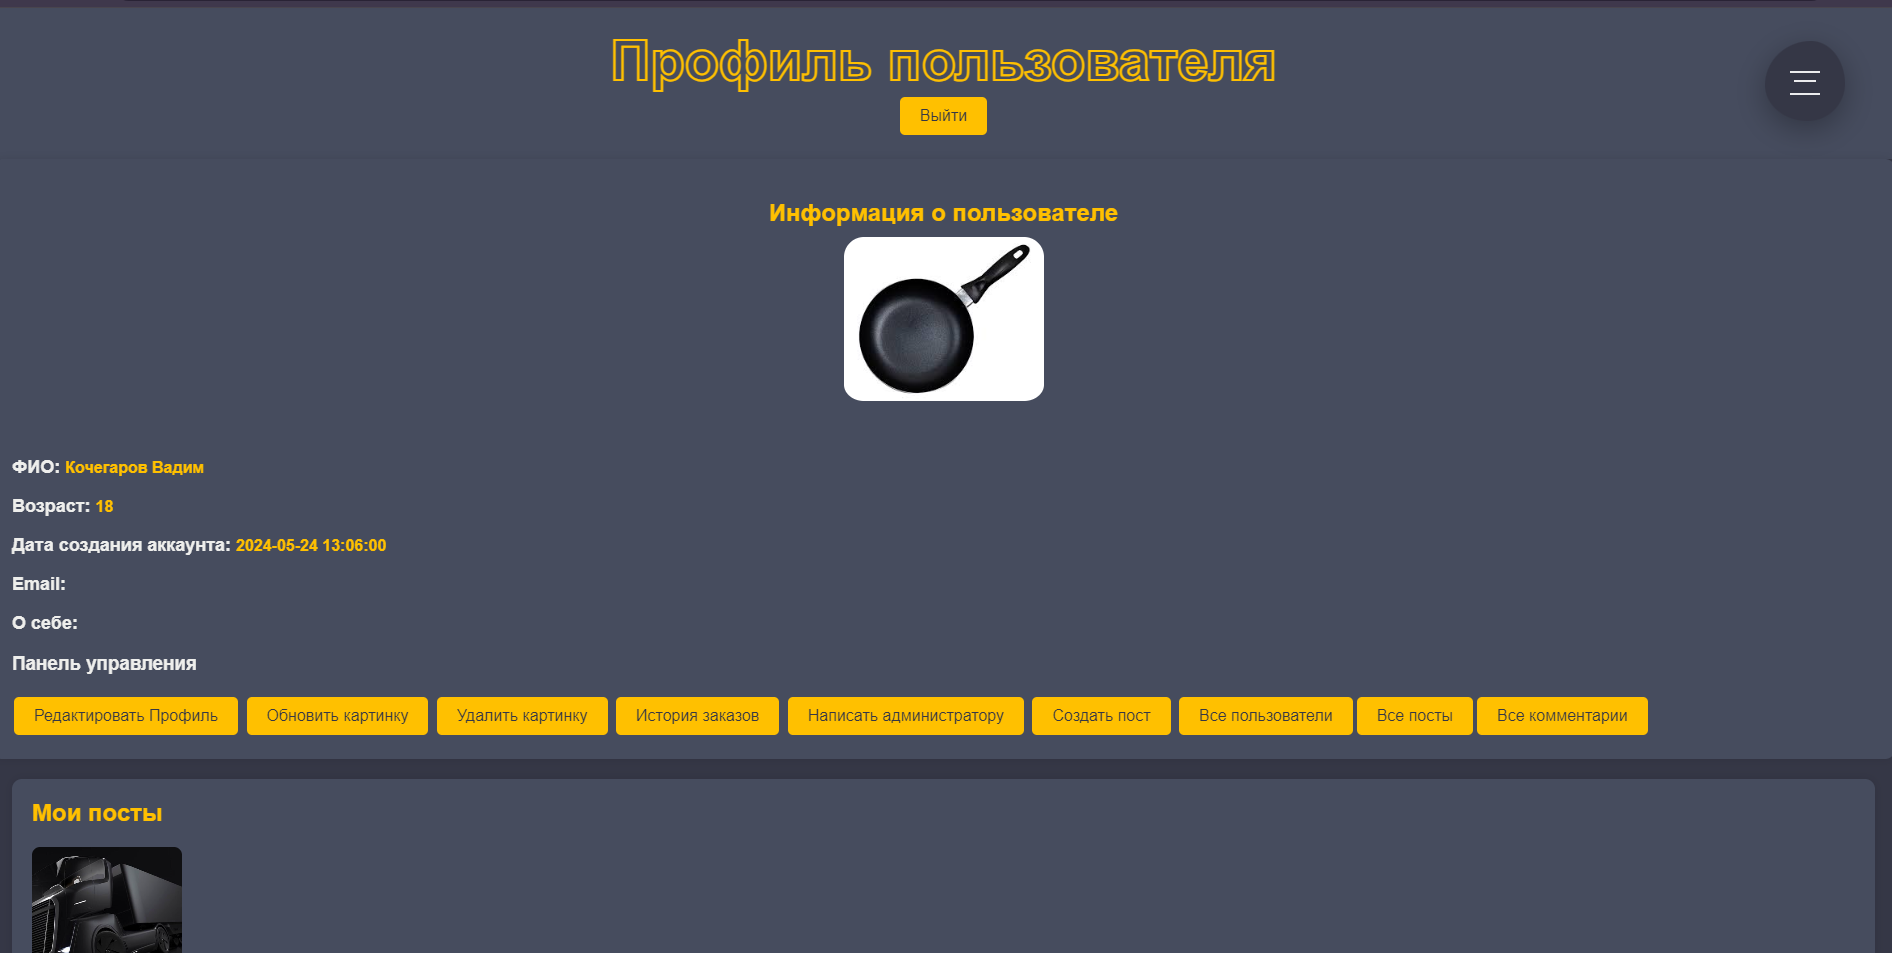 Профиль пользователя
Выйти
Информация о пользователе
ФИО: Кочегаров Вадим
Возраст: 18
Дата создания аккаунта: 2024-05-24 13:06:00
Email:
О себе:
Панель управления
Редактировать Профиль Обновить картинку Удалить картинку История заказов Написать администратору Создать пост Все пользователи Все посты Все комментарии
Мои посты